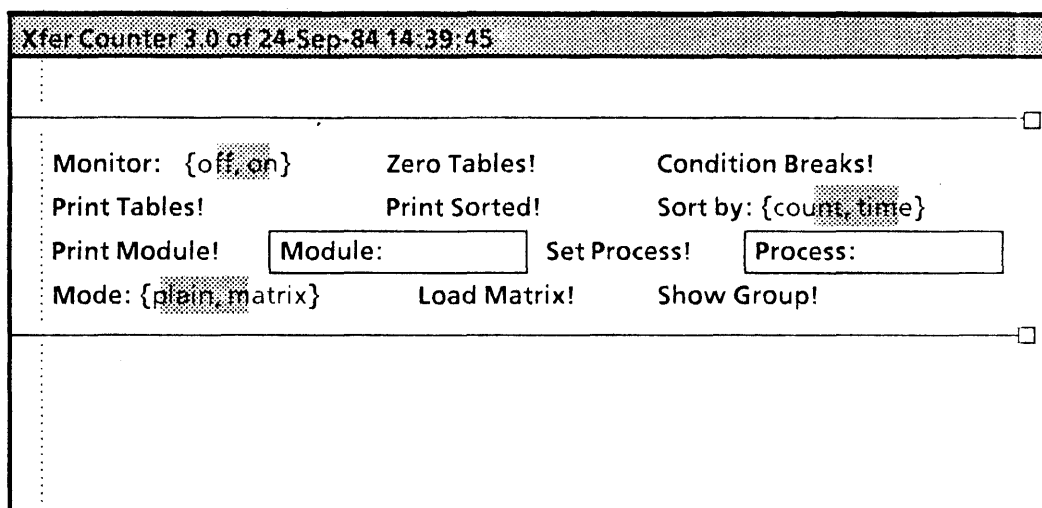 Xfer Counter 3.0 of 24-Sep-84 14:39:45
Monitor: {off, on} Zero Tables! Condition Breaks!
Print Tables! Print Sorted! Sort by: {count, time}
Print Module! Module: Set Process! Process:
Mode: {plain, matrix} Load Matrix! Show Group!